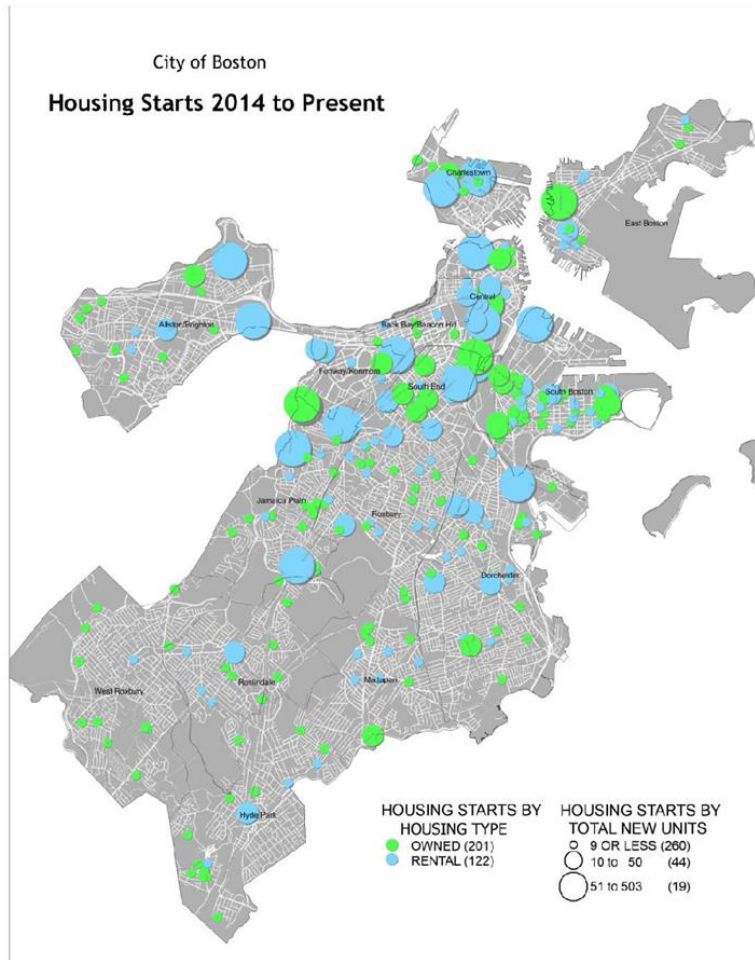 City of Boston
Housing Starts 2014 to Present
Charlestown
East Boston
Central
Allston/Brighton
Back Bay/Beacon Hill
Fenway/Kenmore
South End
South Boston
Jamaica Plain
Roxbury
Dorchester
West Roxbury
Roslindale
Mattapan
Hyde Park
HOUSING STARTS BY
HOUSING TYPE
OWNED (201)
RENTAL (122)
HOUSING STARTS BY
TOTAL NEW UNITS
9 OR LESS (260)
10 to 50 (44)
51 to 503 (19)